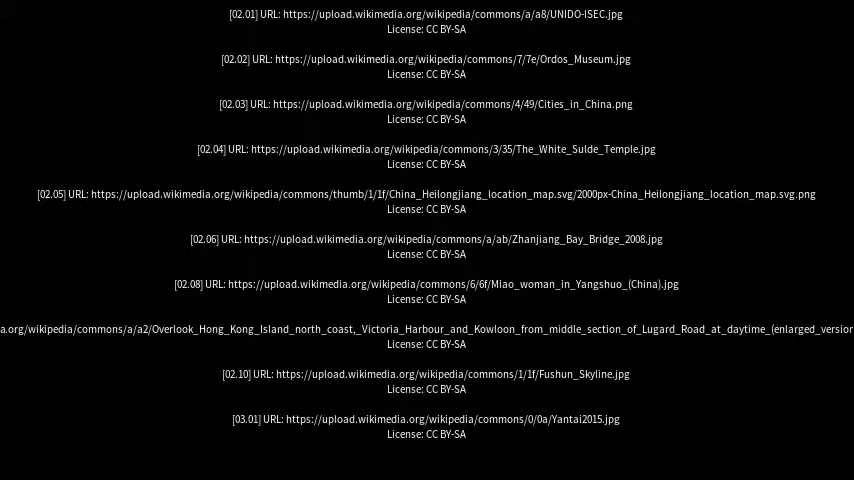 [02.01] URL: https://upload.wikimedia.org/wikipedia/commons/a/a8/UNIDO-ISEC.jpg
License: CC BY-SA
[02.02] URL: https://upload.wikimedia.org/wikipedia/commons/7/7e/Ordos_Museum.jpg
License: CC BY-SA
[02.03] URL: https://upload.wikimedia.org/wikipedia/commons/4/49/Cities_in_China.png
License: CC BY-SA
[02.04] URL: https://upload.wikimedia.org/wikipedia/commons/3/35/The_White_Sulde_Temple.jpg
License: CC BY-SA
[02.05] URL: https://upload.wikimedia.org/wikipedia/commons/thumb/1/1f/China_Heilongjiang_location_map.svg/2000px-China_Heilongjiang_location_map.svg.png
License: CC BY-SA
[02.06] URL: https://upload.wikimedia.org/wikipedia/commons/a/ab/Zhanjiang_Bay_Bridge_2008.jpg
License: CC BY-SA
[02.08] URL: https://upload.wikimedia.org/wikipedia/commons/6/6f/Miao_woman_in_Yangshuo_(China).jpg
License: CC BY-SA
a.org/wikipedia/commons/a/a2/Overlook_Hong_Kong_Island_north_coast,_Victoria_Harbour_and_Kowloon_from_middle_section_of_Lugard_Road_at_daytime_(enlarged_version
License: CC BY-SA
[02.10] URL: https://upload.wikimedia.org/wikipedia/commons/1/1f/Fushun_Skyline.jpg
License: CC BY-SA
[03.01] URL: https://upload.wikimedia.org/wikipedia/commons/0/0a/Yantai2015.jpg
License: CC BY-SA